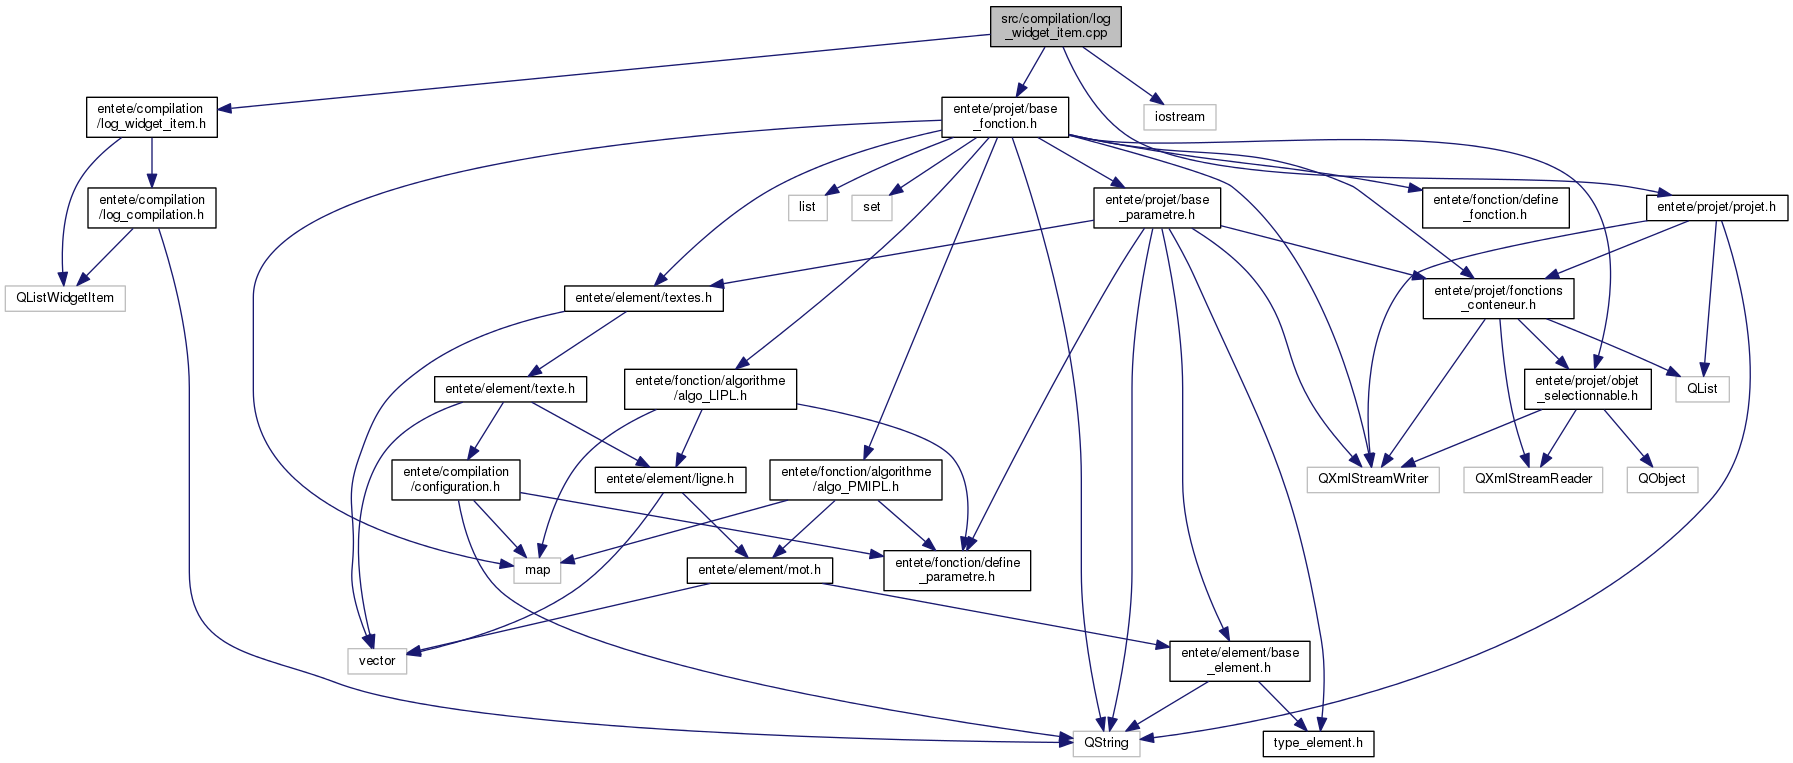 src/compilation/log
_widget_item.cpp
entete/compilation
/log_widget_item.h
entete/projet/base
_fonction.h
iostream
entete/compilation
/log_compilation.h
list
set
entete/projet/base
_parametre.h
entete/fonction/define
_fonction.h
entete/projet/projet.h
QListWidgetItem
entete/element/textes.h
entete/projet/fonctions
_conteneur.h
entete/element/texte.h
entete/fonction/algorithme
/algo_LIPL.h
entete/projet/objet
_selectionnable.h
QList
entete/compilation
/configuration.h
entete/element/ligne.h
entete/fonction/algorithme
/algo_PMIPL.h
QXmlStreamWriter
QXmlStreamReader
QObject
map
entete/element/mot.h
entete/fonction/define
_parametre.h
vector
entete/element/base
_element.h
QString
type_element.h